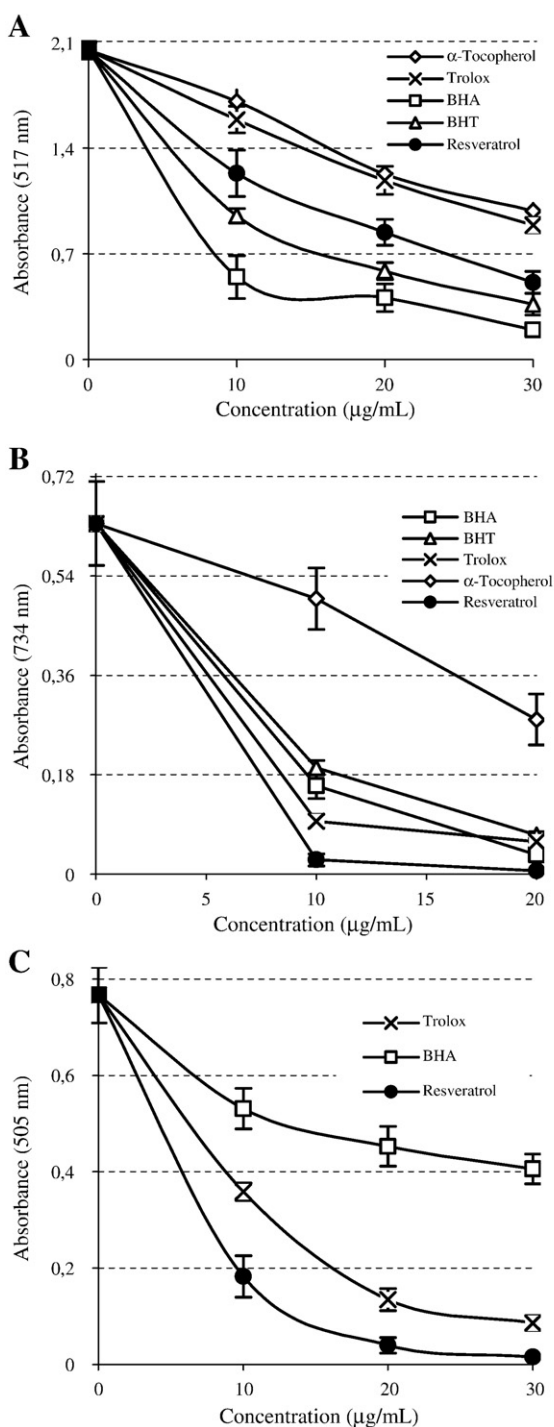 A
2,1
1,4
0,7
0
Absorbance (517 nm)
α-Tocopherol
Trolox
BHA
BHT
Resveratrol
0
10
20
30
Concentration (μg/mL)
B
0,72
0,54
0,36
0,18
0
Absorbance (734 nm)
BHA
BHT
Trolox
α-Tocopherol
Resveratrol
0
5
10
15
20
Concentration (μg/mL)
C
0,8
0,6
0,4
0,2
0
Absorbance (505 nm)
Trolox
BHA
Resveratrol
0
10
20
30
Concentration (μg/mL)